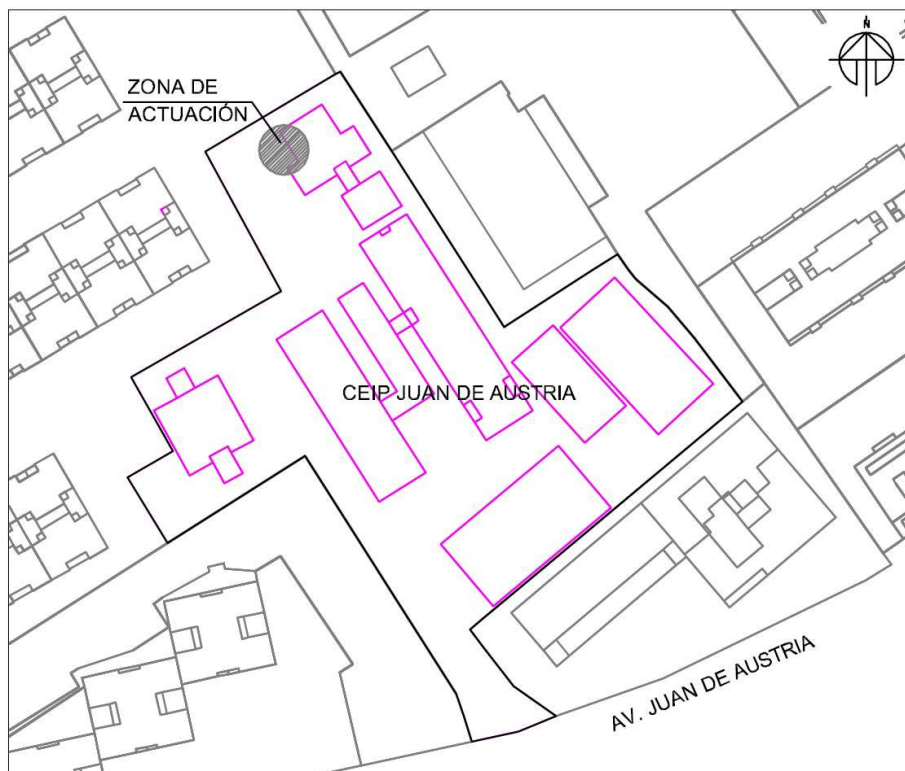 N
ZONA DE
ACTUACIÓN
CEIP JUAN DE AUSTRIA
AV. JUAN DE AUSTRIA